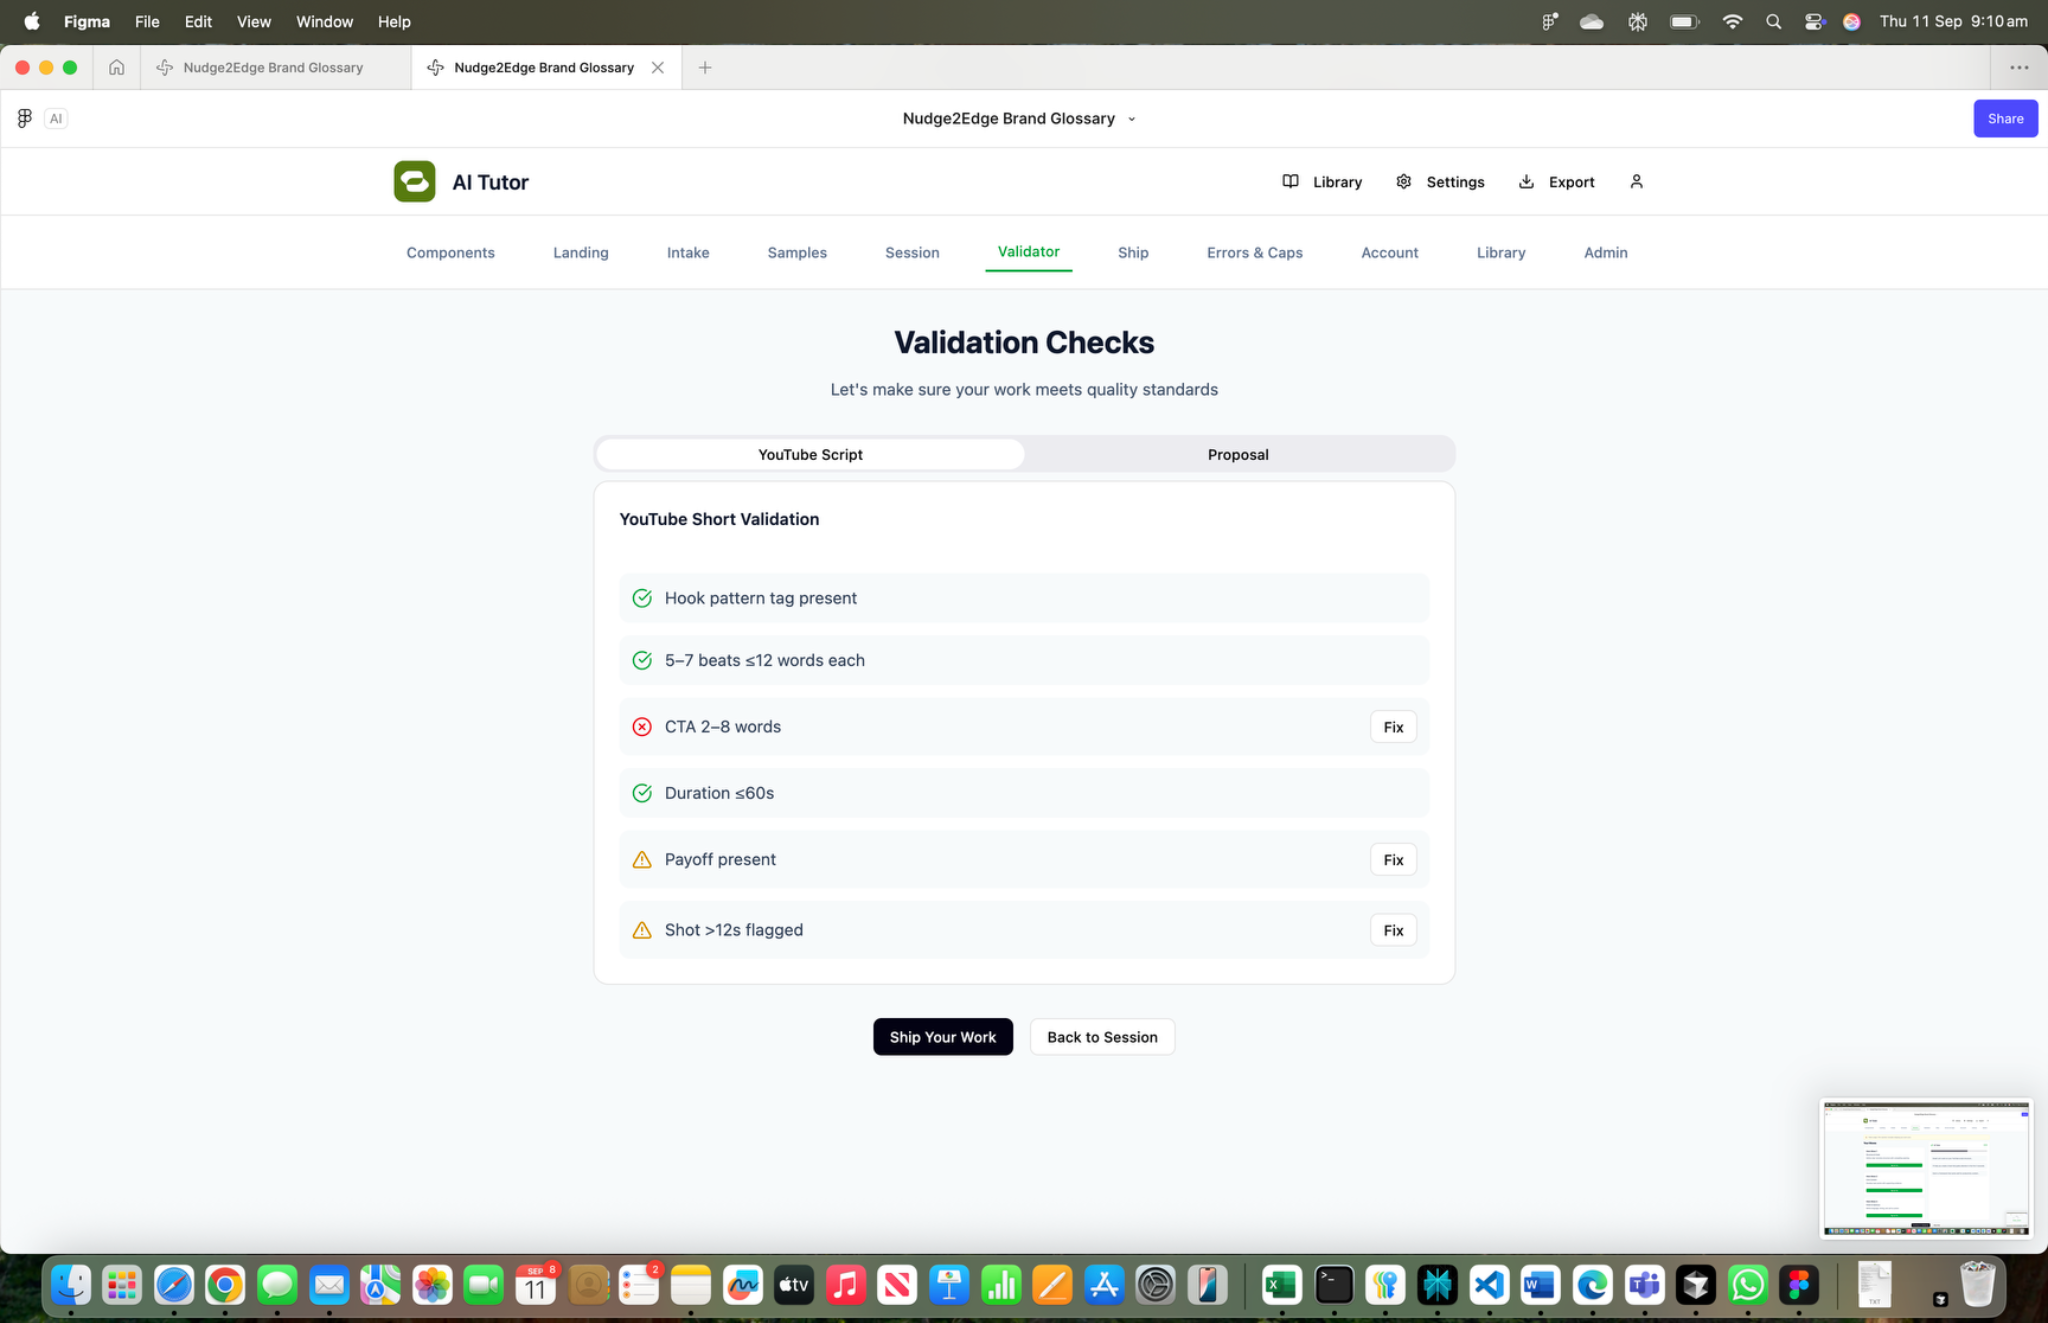 Figma File Edit View Window Help Thu 11 Sep 9:10 am
Nudge2Edge Brand Glossary Nudge2Edge Brand Glossary
AI Nudge2Edge Brand Glossary Share
AI Tutor Library Settings Export
Components Landing Intake Samples Session Validator Ship Errors & Caps Account Library Admin
Validation Checks
Let's make sure your work meets quality standards
YouTube Script Proposal
YouTube Short Validation
Hook pattern tag present
5–7 beats ≤12 words each
CTA 2–8 words Fix
Duration ≤60s
Payoff present Fix
Shot >12s flagged Fix
Ship Your Work Back to Session
SEP 8
11
2
tv
TXT